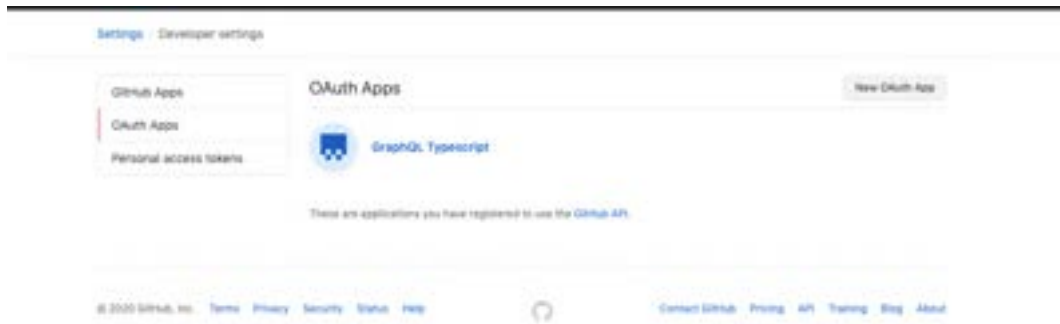 Settings / Developer settings
GitHub Apps
OAuth Apps
Personal access tokens
OAuth Apps
New OAuth App
GraphQL Typescript
These are applications you have registered to use the GitHub API.
© 2020 GitHub, Inc. Terms Privacy Security Status Help
Contact GitHub Pricing API Training Blog About